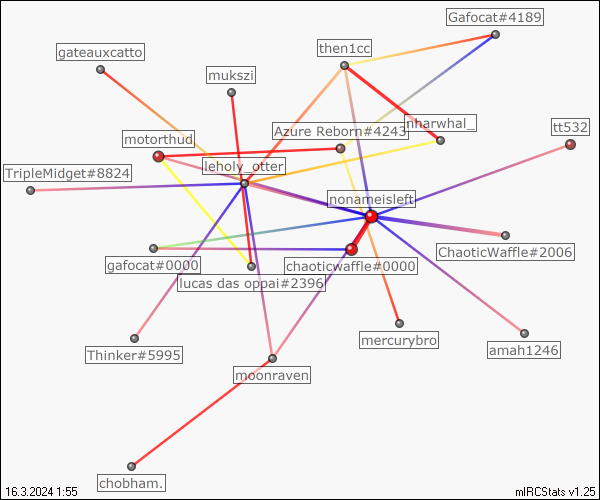 Gafocat#4189
then1cc
gateauxcatto
mukszi
nharwhal_
tt532
Azure Reborn#4243
motorthud
leholy_otter
TripleMidget#8824
nonameisleft
ChaoticWaffle#2006
gafocat#0000
chaoticwaffle#0000
lucas das oppai#2396
mercurybro
amah1246
Thinker#5995
moonraven
chobham.
16.3.2024 1:55
mIRCStats v1.25